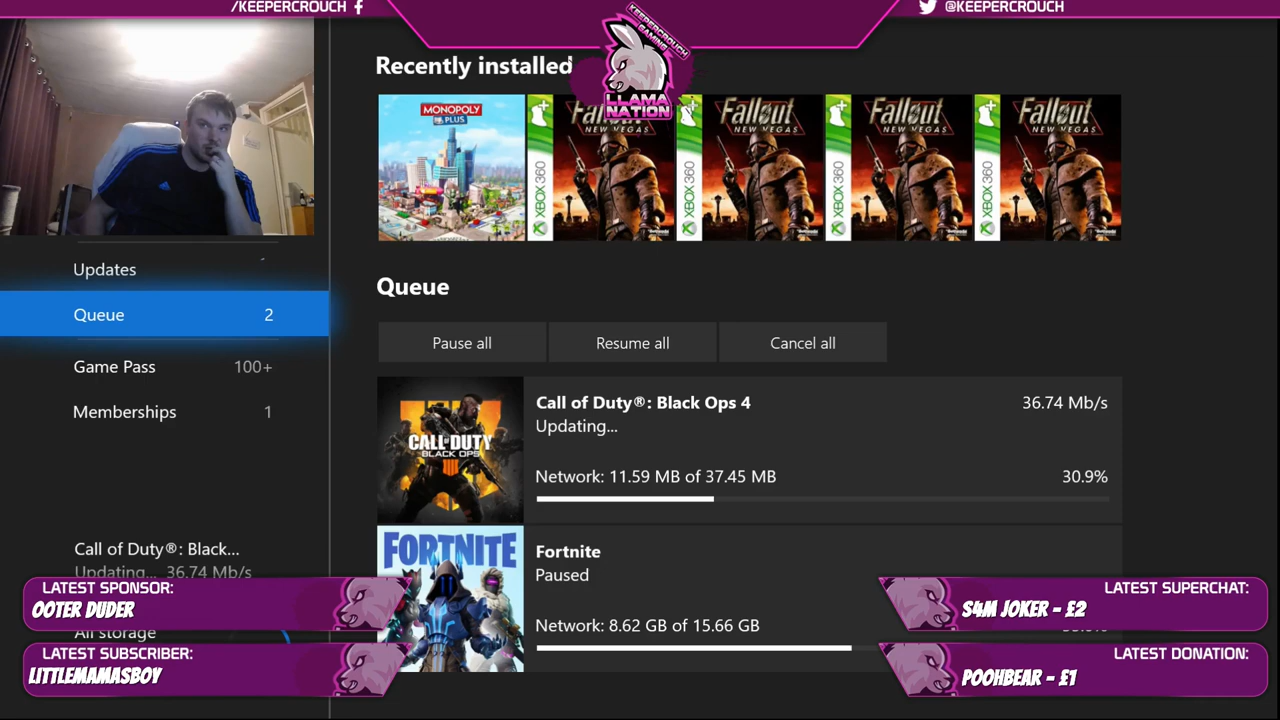 /KEEPERCROUCH
@KEEPERCROUCH
KEEPERCROUCH
GAMING
LLAMA
NATION
Recently installed
MONOPOLY
PLUS
XBOX 360
Fallout
NEW VEGAS
XBOX 360
Fallout
NEW VEGAS
XBOX 360
Fallout
NEW VEGAS
XBOX 360
Fallout
NEW VEGAS
Updates
Queue 2
Game Pass 100+
Memberships 1
Call of Duty®: Black...
Updating... 36.74 Mb/s
All storage
Queue
Pause all
Resume all
Cancel all
CALL OF DUTY
BLACK OPS
IIII
Call of Duty®: Black Ops 4 36.74 Mb/s
Updating...
Network: 11.59 MB of 37.45 MB 30.9%
FORTNITE
Fortnite
Paused
Network: 8.62 GB of 15.66 GB
LATEST SPONSOR:
OOTER DUDER
LATEST SUBSCRIBER:
LITTLEMAMASBOY
LATEST SUPERCHAT:
S4M JOKER - £2
LATEST DONATION:
POOHBEAR - £1